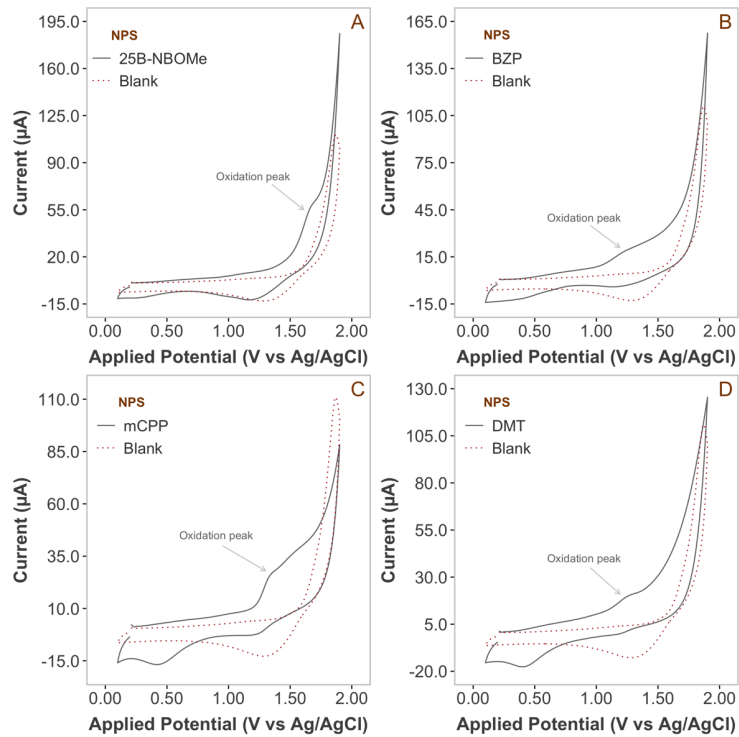 A
NPS
25B-NBOMe
Blank
Oxidation peak
195.0
160.0
125.0
90.0
55.0
20.0
-15.0
Current (µA)
0.00
0.50
1.00
1.50
2.00
Applied Potential (V vs Ag/AgCl)
B
NPS
BZP
Blank
Oxidation peak
165.0
135.0
105.0
75.0
45.0
15.0
-15.0
Current (µA)
0.00
0.50
1.00
1.50
2.00
Applied Potential (V vs Ag/AgCl)
C
NPS
mCPP
Blank
Oxidation peak
110.0
85.0
60.0
35.0
10.0
-15.0
Current (µA)
0.00
0.50
1.00
1.50
2.00
Applied Potential (V vs Ag/AgCl)
D
NPS
DMT
Blank
Oxidation peak
130.0
105.0
80.0
55.0
30.0
5.0
-20.0
Current (µA)
0.00
0.50
1.00
1.50
2.00
Applied Potential (V vs Ag/AgCl)